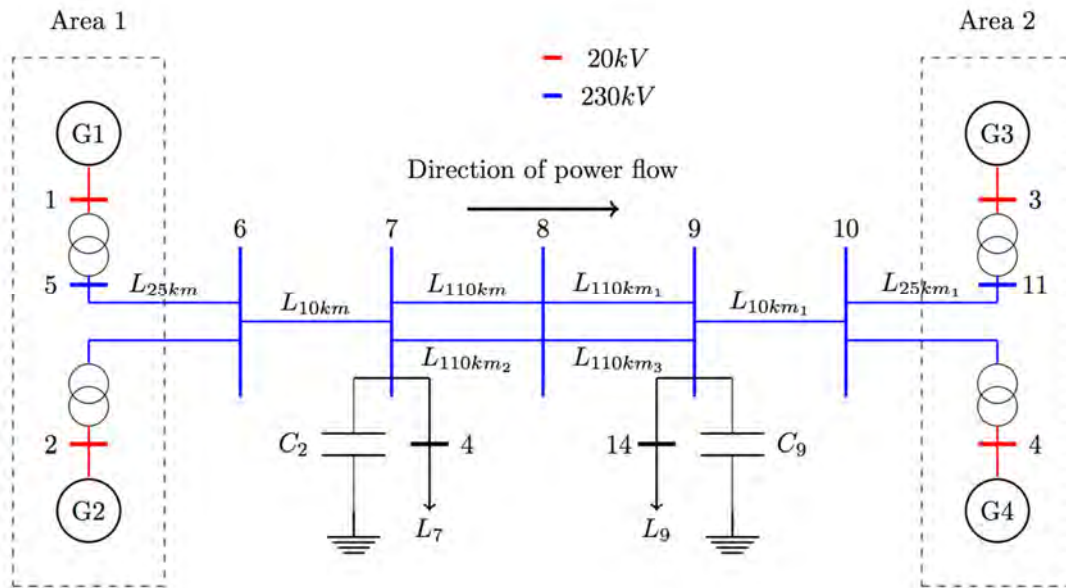 Area 1
Area 2
20kV
230kV
G1
G3
Direction of power flow
1
3
6
7
8
9
10
5
L25km
L110km
L110km1
L25km1
11
L10km
L10km1
L110km2
L110km3
2
C2
4
14
C9
4
G2
L7
L9
G4